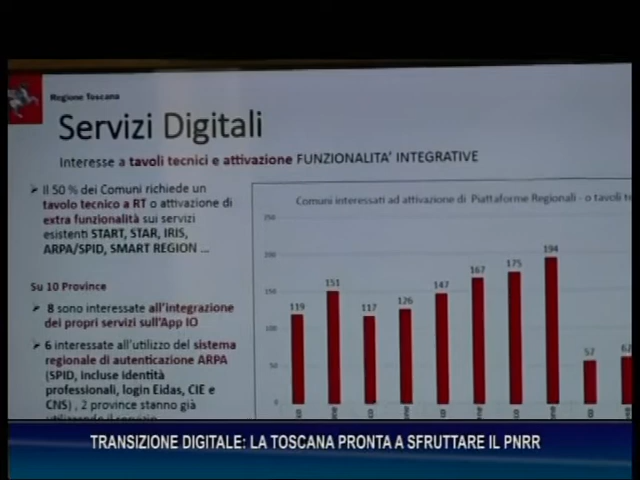 Regione Toscana
Servizi Digitali
Interesse a tavoli tecnici e attivazione FUNZIONALITA' INTEGRATIVE
Il 50 % dei Comuni richiede un
tavolo tecnico a RT o attivazione di
extra funzionalità sui servizi
esistenti START, STAR, IRIS,
ARPA/SPID, SMART REGION ...
Su 10 Province
8 sono interessate all'integrazione
dei propri servizi sull'App IO
6 interessate all'utilizzo del sistema
regionale di autenticazione ARPA
(SPID, incluse identità
professionali, login Eidas, CIE e
CNS) , 2 province stanno già
utilizzando il servizio
Comuni interessati ad attivazione di Piattaforme Regionali - o tavoli
250
200
150
100
50
0
119
151
117
126
147
167
175
194
57
62
TRANSIZIONE DIGITALE: LA TOSCANA PRONTA A SFRUTTARE IL PNRR